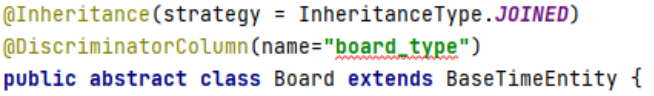 @Inheritance(strategy = InheritanceType.JOINED)
@DiscriminatorColumn(name="board_type")
public abstract class Board extends BaseTimeEntity {